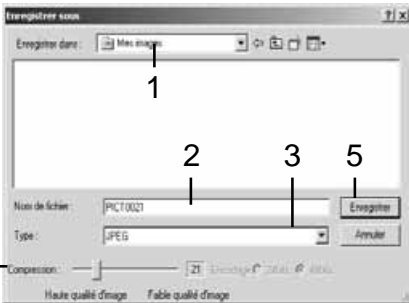 Enregistrer sous
Enregistrer dans : Mes images
1
2 3 5
Nom de fichier : PICT0021 Enregistrer
Type : JPEG Annuler
Compression : 21
Haute qualité d'image Faible qualité d'image